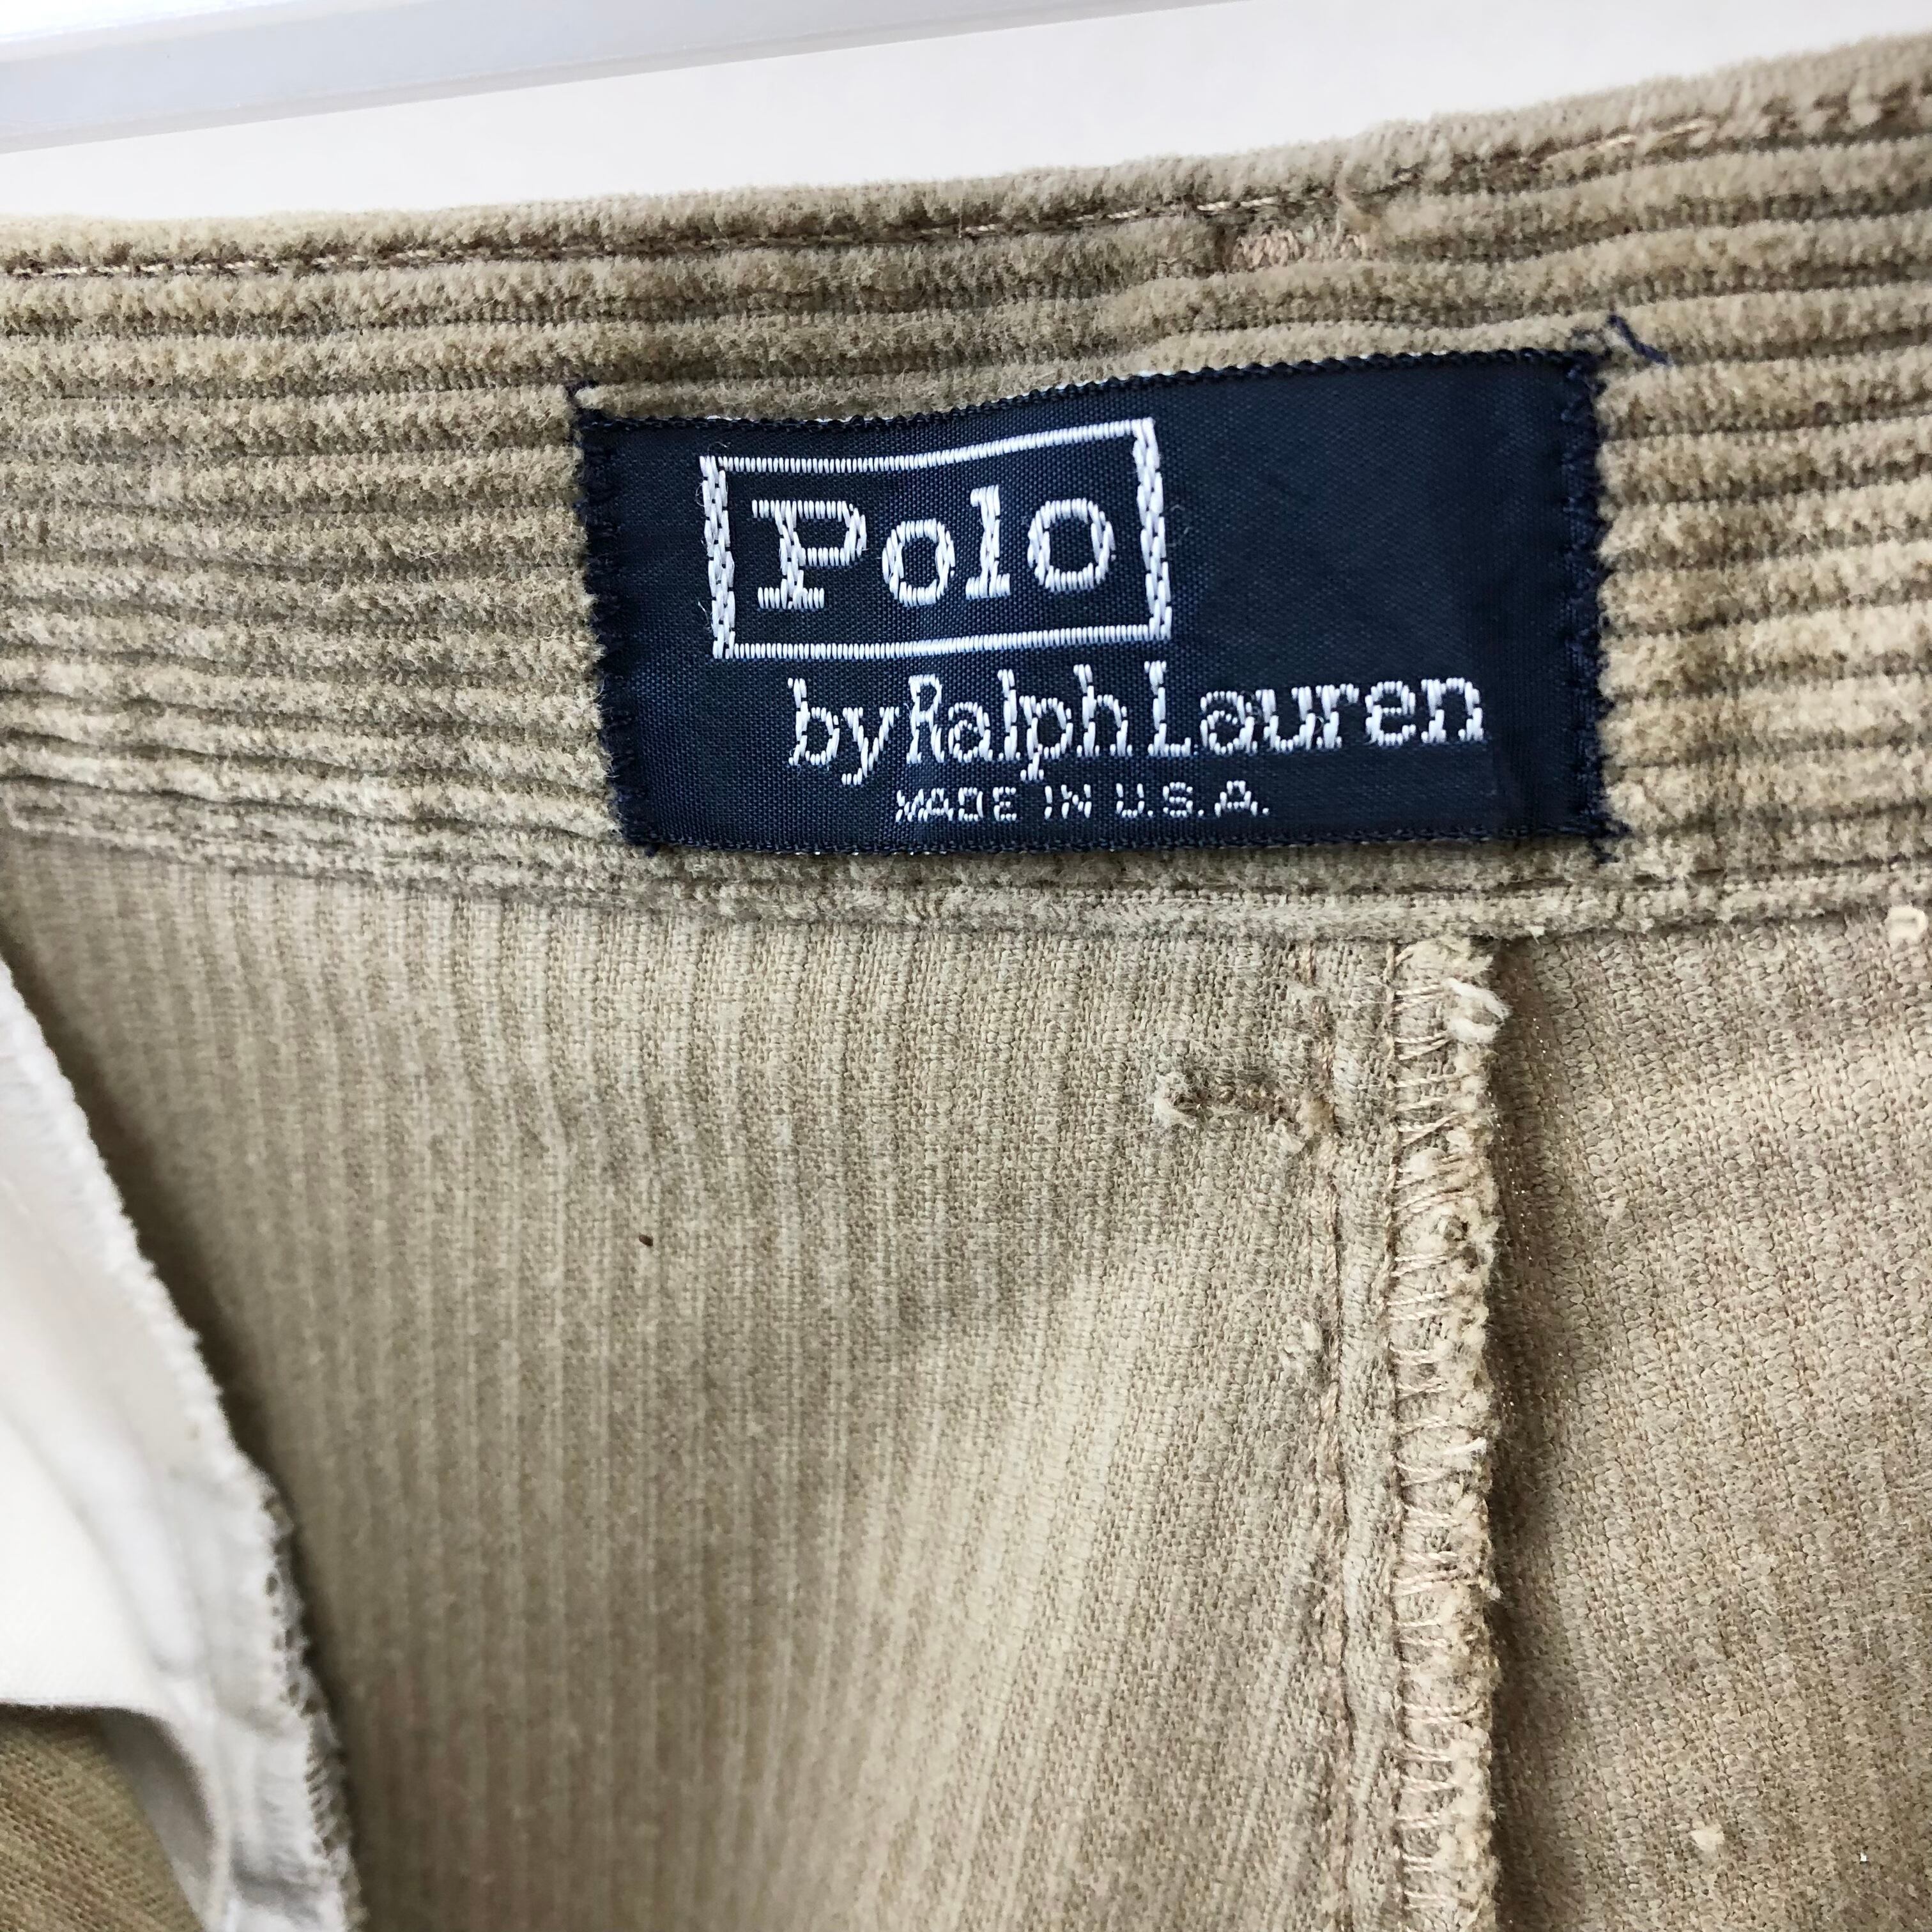 Polo
by Ralph Lauren
MADE IN U.S.A.